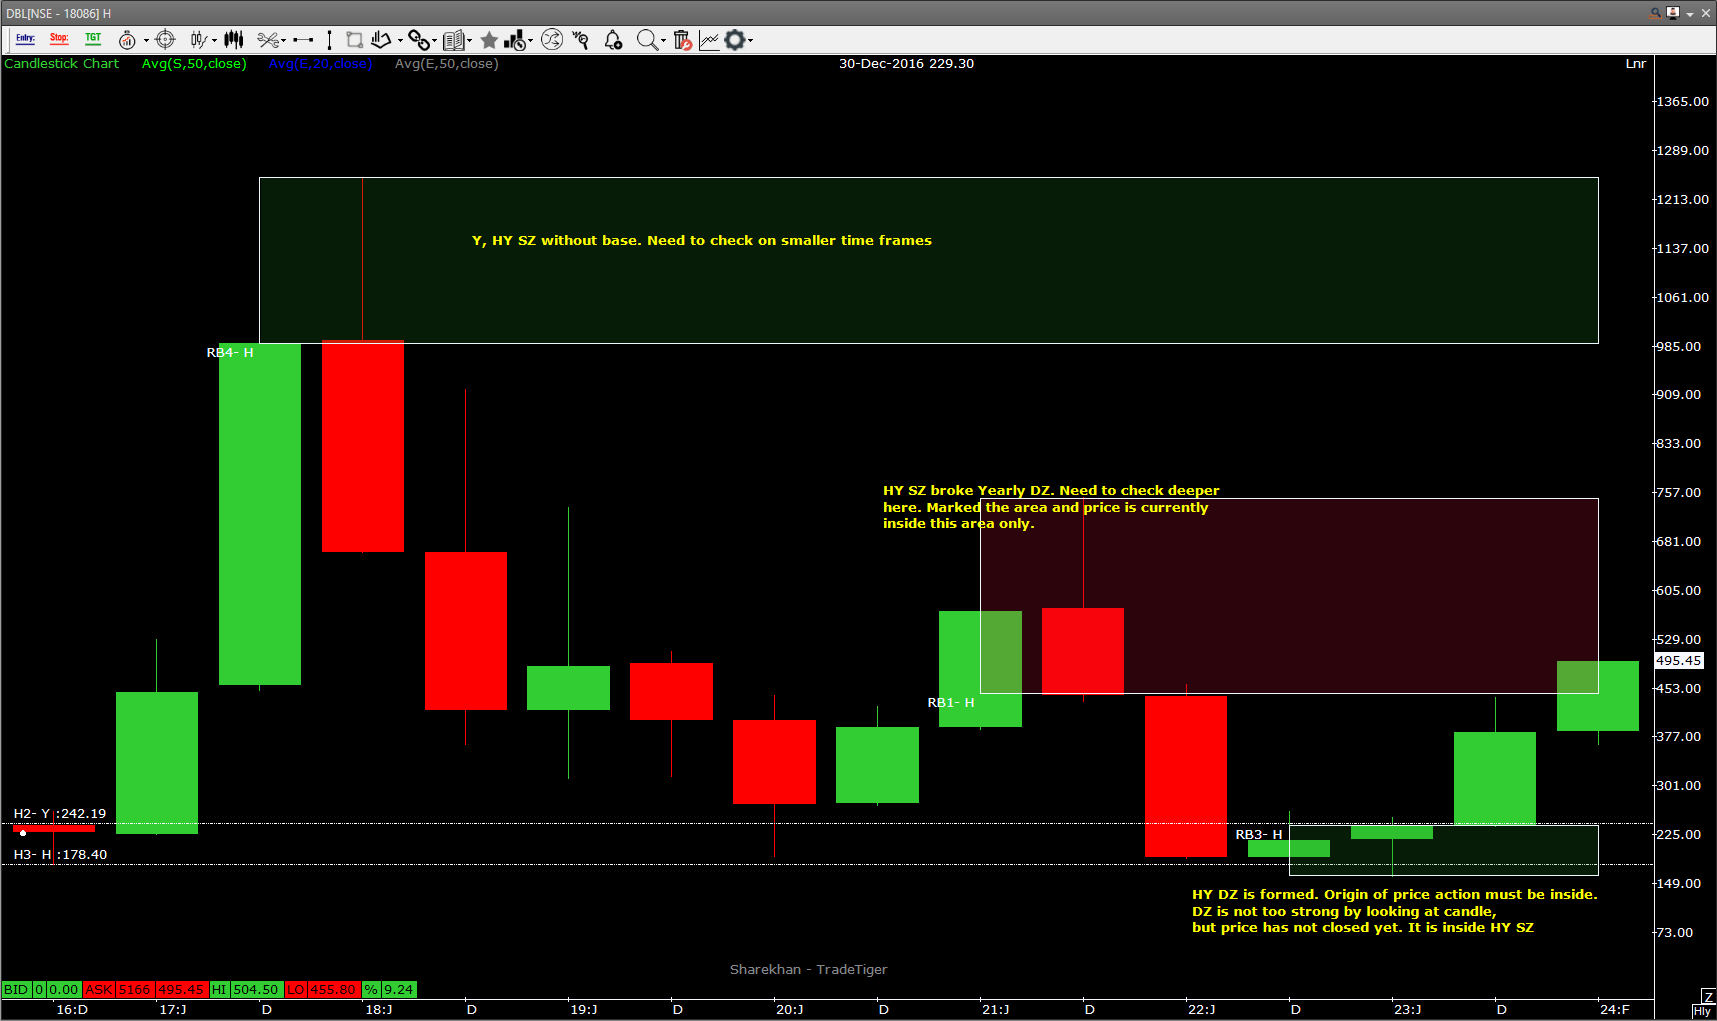 DBL[NSE - 18086] H
Entry: Stop: TGT
Candlestick Chart Avg(S,50,close) Avg(E,20,close) Avg(E,50,close) 30-Dec-2016 229.30 Lnr
1365.00
1289.00
1213.00
Y, HY SZ without base. Need to check on smaller time frames
1137.00
1061.00
RB4- H
985.00
909.00
833.00
HY SZ broke Yearly DZ. Need to check deeper
here. Marked the area and price is currently
inside this area only.
757.00
681.00
605.00
529.00
495.45
453.00
RB1- H
377.00
301.00
H2- Y :242.19
RB3- H
225.00
H3- H :178.40
149.00
HY DZ is formed. Origin of price action must be inside.
DZ is not too strong by looking at candle,
but price has not closed yet. It is inside HY SZ
73.00
Sharekhan - TradeTiger
BID 0 0.00 ASK 5166 495.45 HI 504.50 LO 455.80 % 9.24
Z
16:D 17:J D 18:J D 19:J D 20:J D 21:J D 22:J D 23:J D 24:F Hly